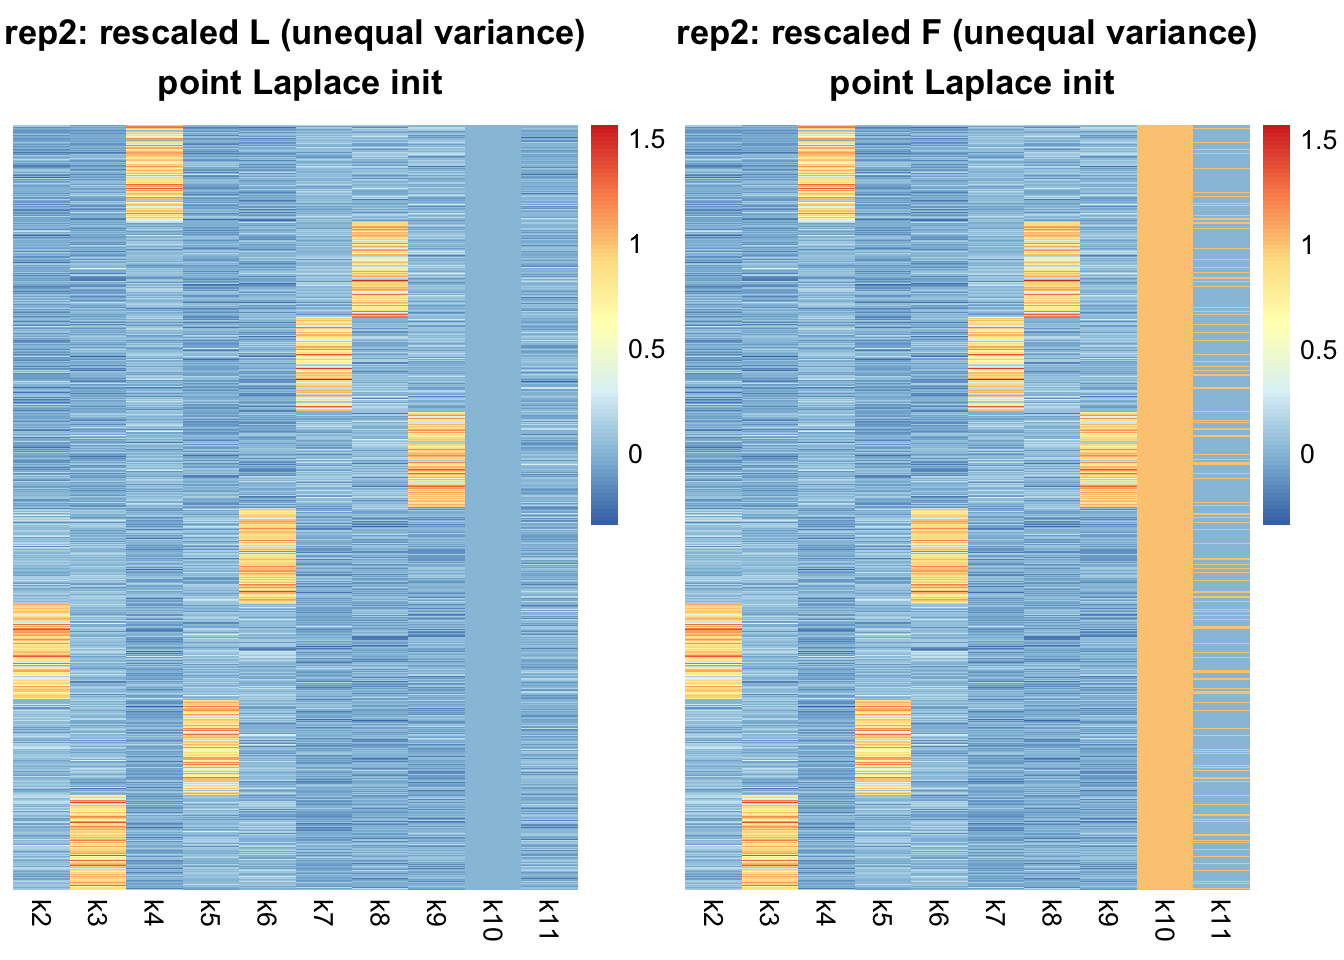 rep2: rescaled L (unequal variance)
point Laplace init
1.5
1
0.5
0
k2 k3 k4 k5 k6 k7 k8 k9 k10 k11
rep2: rescaled F (unequal variance)
point Laplace init
1.5
1
0.5
0
k2 k3 k4 k5 k6 k7 k8 k9 k10 k11